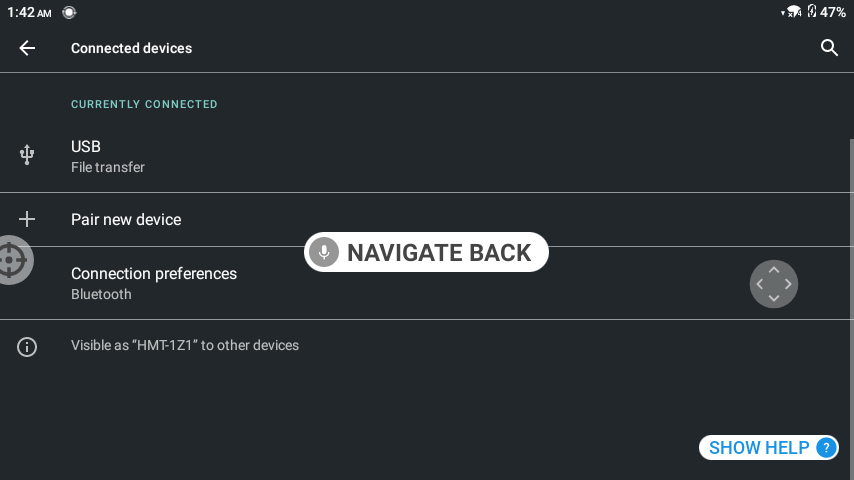 1:42 AM 47%
Connected devices
CURRENTLY CONNECTED
USB
File transfer
Pair new device
NAVIGATE BACK
Connection preferences
Bluetooth
Visible as “HMT-1Z1” to other devices
SHOW HELP ?